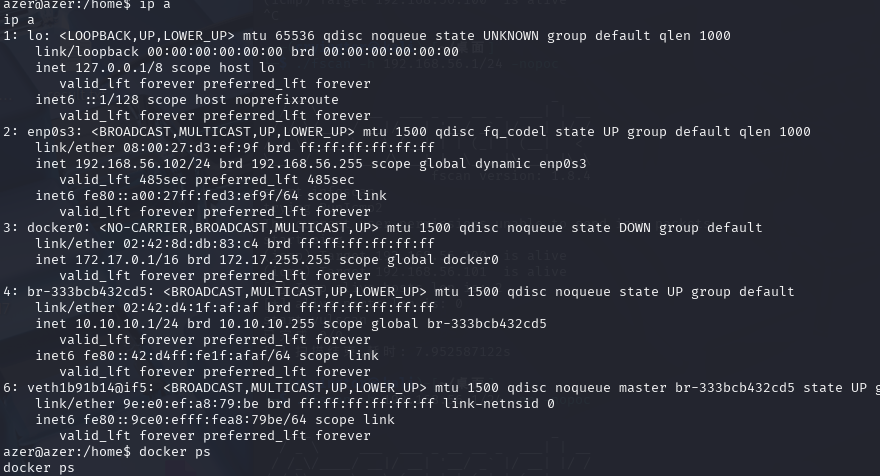 azer@azer:/home$ ip a
ip a
1: lo: <LOOPBACK,UP,LOWER_UP> mtu 65536 qdisc noqueue state UNKNOWN group default qlen 1000
    link/loopback 00:00:00:00:00:00 brd 00:00:00:00:00:00
    inet 127.0.0.1/8 scope host lo
       valid_lft forever preferred_lft forever
    inet6 ::1/128 scope host noprefixroute
       valid_lft forever preferred_lft forever
2: enp0s3: <BROADCAST,MULTICAST,UP,LOWER_UP> mtu 1500 qdisc fq_codel state UP group default qlen 1000
    link/ether 08:00:27:d3:ef:9f brd ff:ff:ff:ff:ff:ff
    inet 192.168.56.102/24 brd 192.168.56.255 scope global dynamic enp0s3
       valid_lft 485sec preferred_lft 485sec
    inet6 fe80::a00:27ff:fed3:ef9f/64 scope link
       valid_lft forever preferred_lft forever
3: docker0: <NO-CARRIER,BROADCAST,MULTICAST,UP> mtu 1500 qdisc noqueue state DOWN group default
    link/ether 02:42:8d:db:83:c4 brd ff:ff:ff:ff:ff:ff
    inet 172.17.0.1/16 brd 172.17.255.255 scope global docker0
       valid_lft forever preferred_lft forever
4: br-333bcb432cd5: <BROADCAST,MULTICAST,UP,LOWER_UP> mtu 1500 qdisc noqueue state UP group default
    link/ether 02:42:d4:1f:af:af brd ff:ff:ff:ff:ff:ff
    inet 10.10.10.1/24 brd 10.10.10.255 scope global br-333bcb432cd5
       valid_lft forever preferred_lft forever
    inet6 fe80::42:d4ff:fe1f:afaf/64 scope link
       valid_lft forever preferred_lft forever
6: veth1b91b14@if5: <BROADCAST,MULTICAST,UP,LOWER_UP> mtu 1500 qdisc noqueue master br-333bcb432cd5 state UP g
    link/ether 9e:e0:ef:a8:79:be brd ff:ff:ff:ff:ff:ff link-netnsid 0
    inet6 fe80::9ce0:efff:fea8:79be/64 scope link
       valid_lft forever preferred_lft forever
azer@azer:/home$ docker ps
docker ps